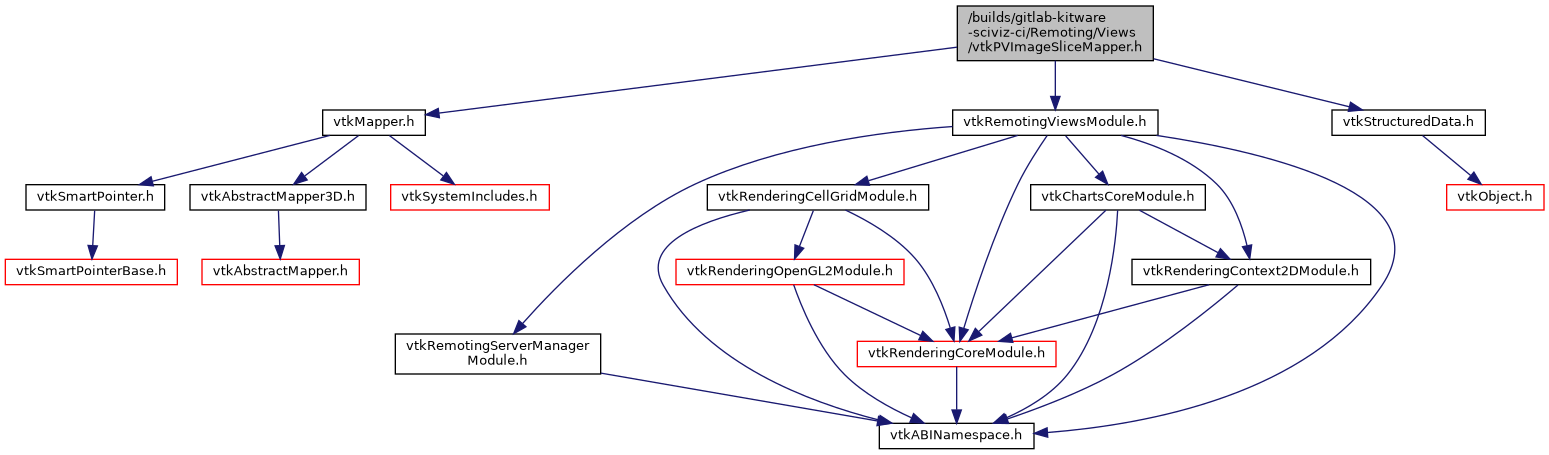 /builds/gitlab-kitware
-sciviz-ci/Remoting/Views
/vtkPVImageSliceMapper.h
vtkMapper.h
vtkRemotingViewsModule.h
vtkStructuredData.h
vtkSmartPointer.h
vtkAbstractMapper3D.h
vtkSystemIncludes.h
vtkRenderingCellGridModule.h
vtkChartsCoreModule.h
vtkObject.h
vtkSmartPointerBase.h
vtkAbstractMapper.h
vtkRenderingOpenGL2Module.h
vtkRenderingContext2DModule.h
vtkRemotingServerManager
Module.h
vtkRenderingCoreModule.h
vtkABINamespace.h